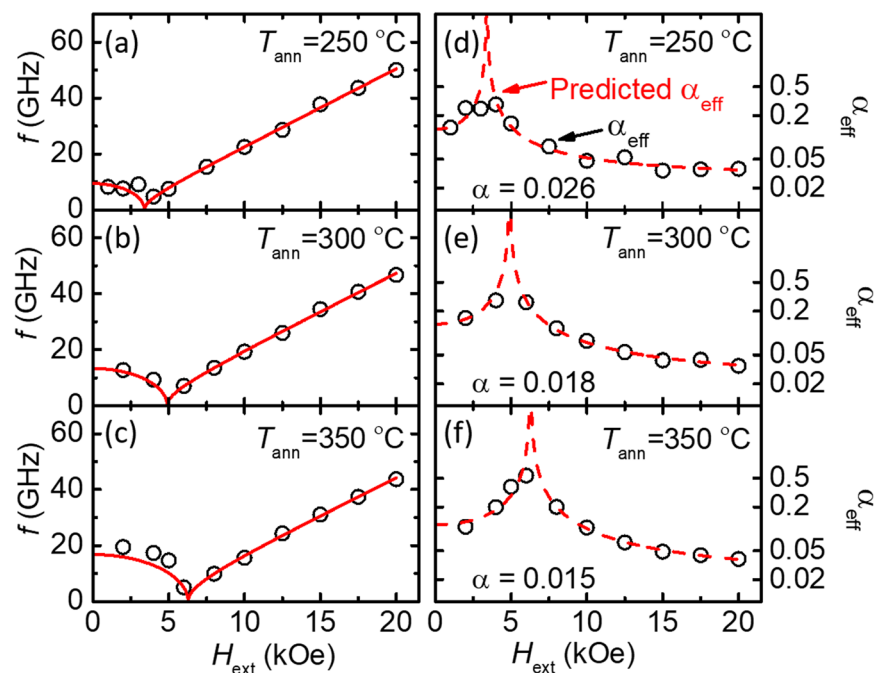 (a) T_ann=250 °C
60
40
20
0
f (GHz)
(d) T_ann=250 °C
Predicted α_eff
α_eff
α = 0.026
0.5
0.2
0.05
0.02
α_eff
(b) T_ann=300 °C
60
40
20
0
f (GHz)
(e) T_ann=300 °C
α = 0.018
0.5
0.2
0.05
0.02
α_eff
(c) T_ann=350 °C
60
40
20
0
f (GHz)
(f) T_ann=350 °C
α = 0.015
0.5
0.2
0.05
0.02
α_eff
0 5 10 15 20
H_ext (kOe)
0 5 10 15 20
H_ext (kOe)